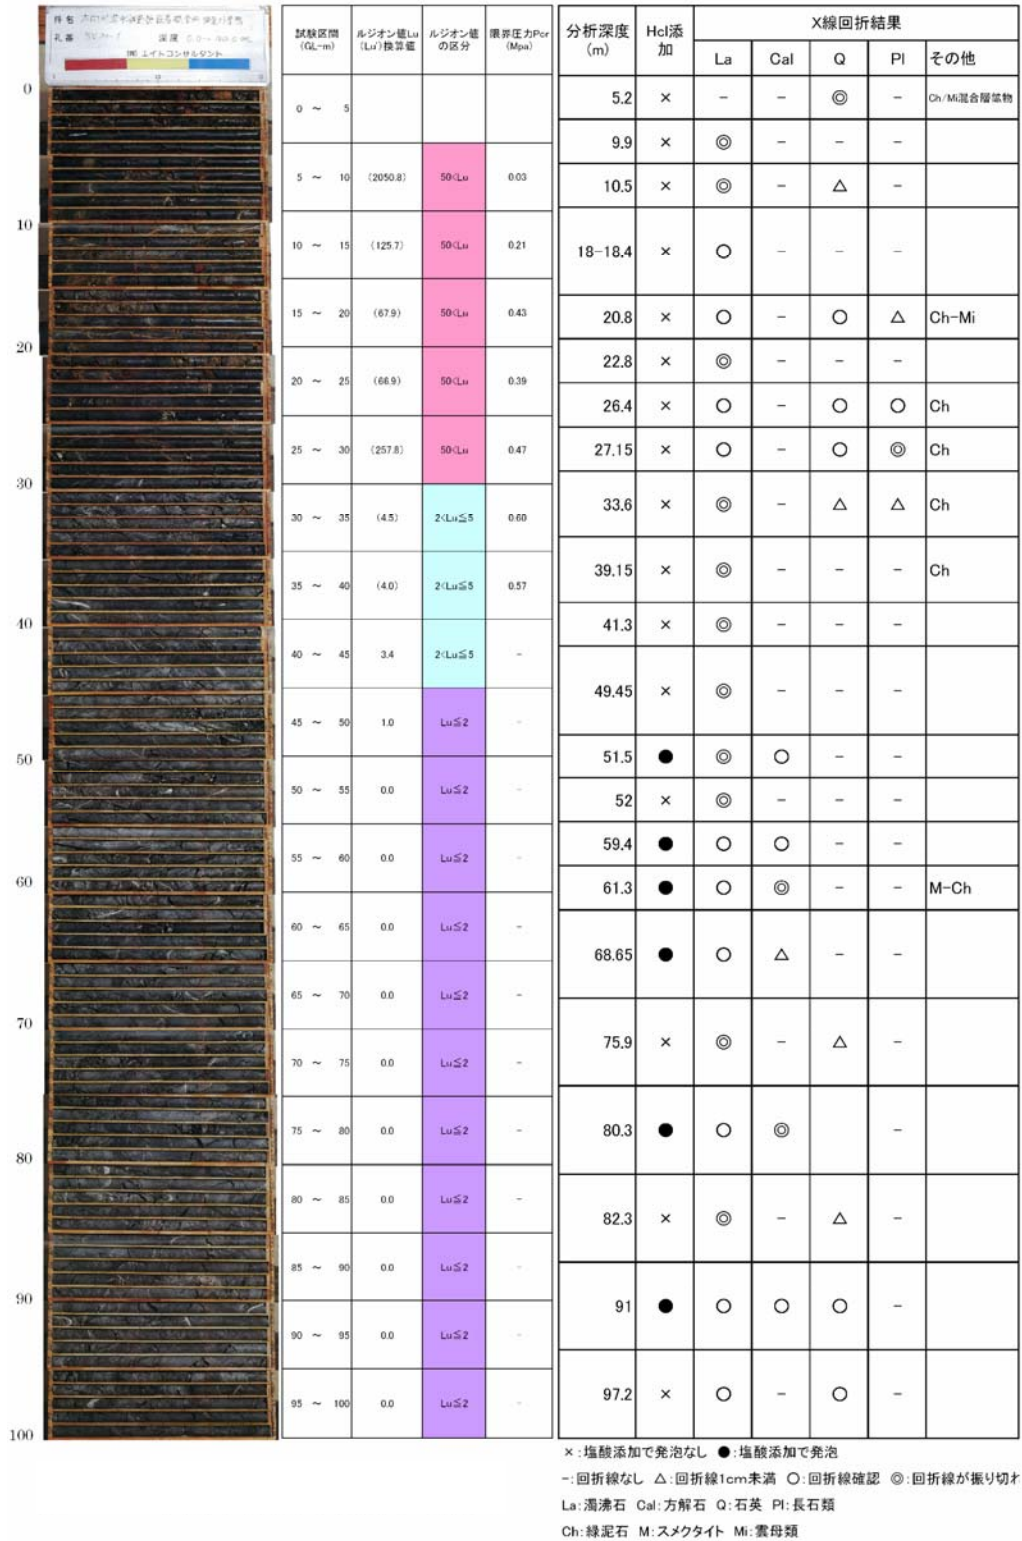 件名
孔番 深度
㈱エイトコンサルタント
0
10
20
30
40
50
60
70
80
90
100
試験区間 (GL-m) ルジオン値Lu (Lu')換算値 ルジオン値の区分 限界圧力Pcr (Mpa)
0 ～ 5
5 ～ 10 (2050.8) 50<Lu 0.03
10 ～ 15 (125.7) 50<Lu 0.21
15 ～ 20 (67.9) 50<Lu 0.43
20 ～ 25 (66.9) 50<Lu 0.39
25 ～ 30 (257.8) 50<Lu 0.47
30 ～ 35 (4.5) 2<Lu≦5 0.60
35 ～ 40 (4.0) 2<Lu≦5 0.57
40 ～ 45 3.4 2<Lu≦5 -
45 ～ 50 1.0 Lu≦2 -
50 ～ 55 0.0 Lu≦2 -
55 ～ 60 0.0 Lu≦2 -
60 ～ 65 0.0 Lu≦2 -
65 ～ 70 0.0 Lu≦2 -
70 ～ 75 0.0 Lu≦2 -
75 ～ 80 0.0 Lu≦2 -
80 ～ 85 0.0 Lu≦2 -
85 ～ 90 0.0 Lu≦2 -
90 ～ 95 0.0 Lu≦2 -
95 ～ 100 0.0 Lu≦2 -
分析深度 (m) Hcl添加 X線回折結果
La Cal Q Pl その他
5.2 × - - ◎ - Ch/Mi混合層鉱物
9.9 × ◎ - - -
10.5 × ◎ - △ -
18-18.4 × ○ - - -
20.8 × ○ - ○ △ Ch-Mi
22.8 × ◎ - - -
26.4 × ○ - ○ ○ Ch
27.15 × ○ - ○ ◎ Ch
33.6 × ◎ - △ △ Ch
39.15 × ◎ - - - Ch
41.3 × ◎ - - -
49.45 × ◎ - - -
51.5 ● ◎ ○ - -
52 × ◎ - - -
59.4 ● ○ ○ - -
61.3 ● ○ ◎ - - M-Ch
68.65 ● ○ △ - -
75.9 × ◎ - △ -
80.3 ● ○ ◎ -
82.3 × ◎ - △ -
91 ● ○ ○ ○ -
97.2 × ○ - ○ -
×:塩酸添加で発泡なし ●:塩酸添加で発泡
-:回折線なし △:回折線1cm未満 ○:回折線確認 ◎:回折線が振り切れ
La:濁沸石 Cal:方解石 Q:石英 Pl:長石類
Ch:緑泥石 M:スメクタイト Mi:雲母類